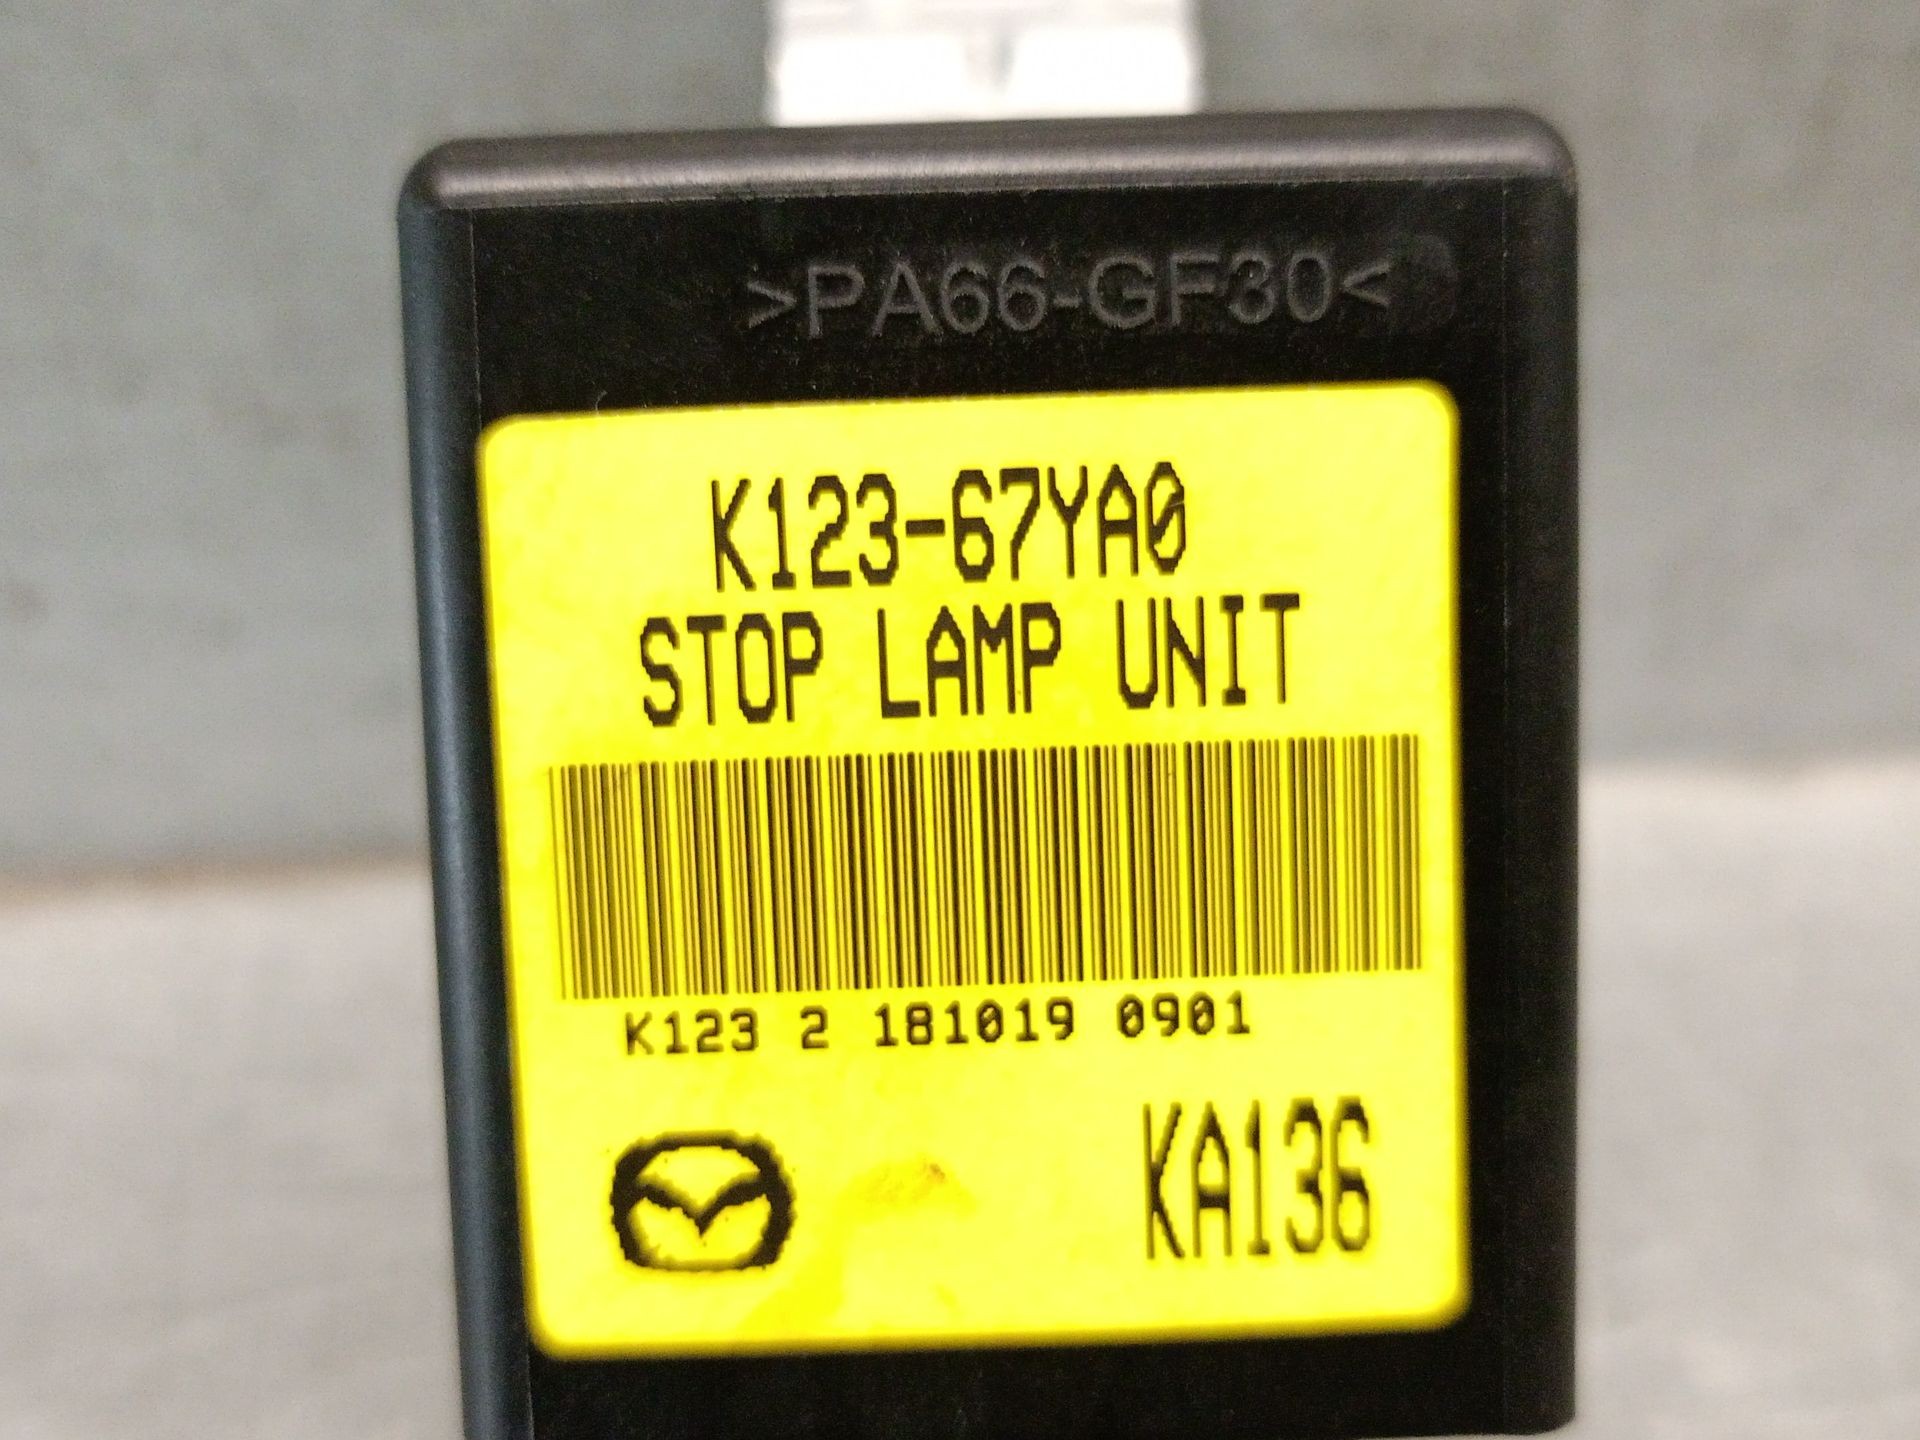 >PA66-GF30<
K123-67YA0
STOP LAMP UNIT
K123 2 181019 0901
KA136